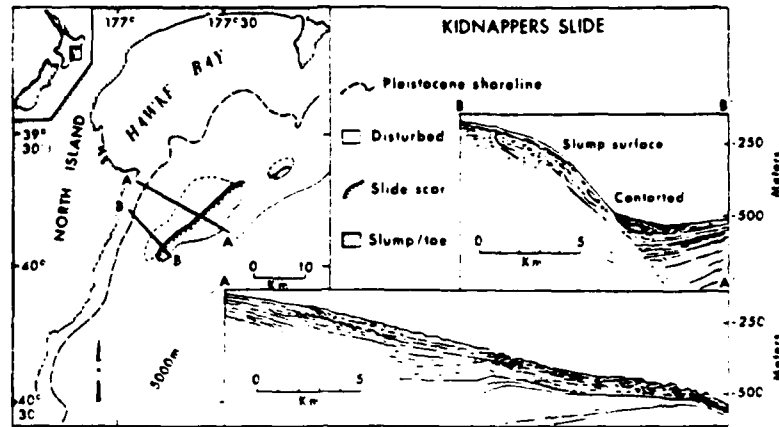 177° 177° 30
KIDNAPPERS SLIDE
HAWAE BAY
Pleistocene shoreline
B B
39°
30
Disturbed
Slump surface
250
NORTH ISLAND
A
Slide scar
Contorted
Meters
B
500
A
Slump/toe
B
0 5
Km
40°
0 10
Km
A A
250
5000m
Meters
0 5
Km
500
40°
30